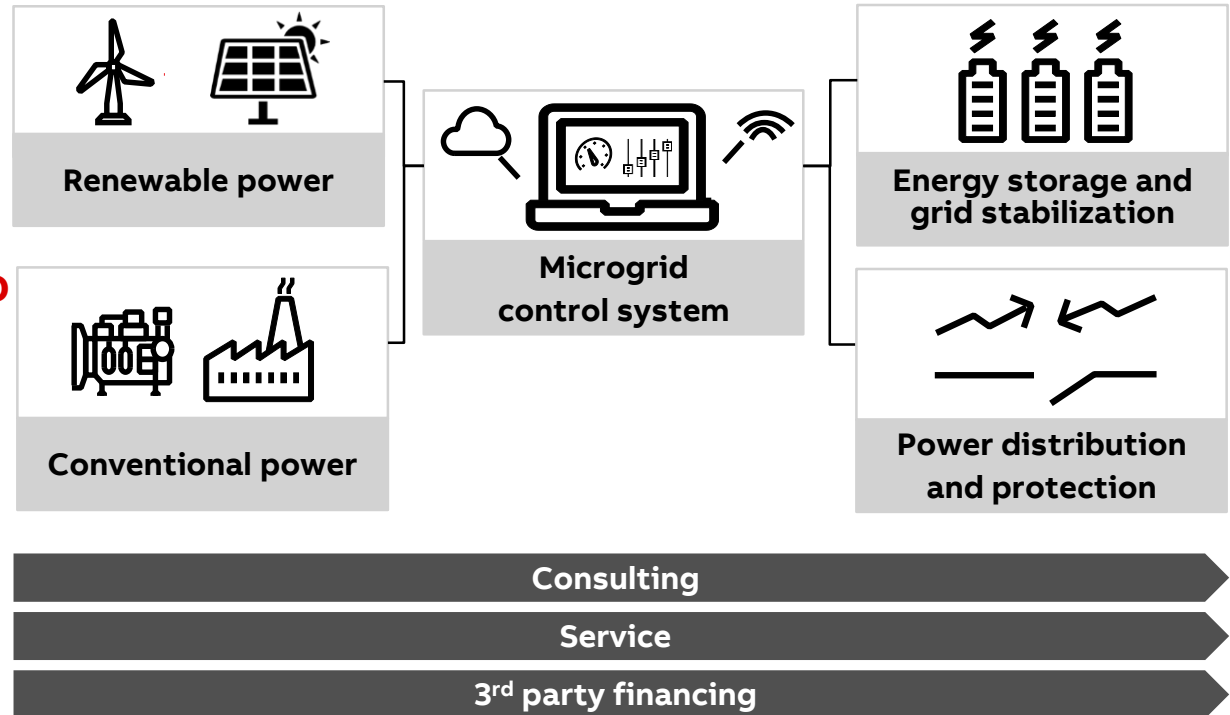 Renewable power
Microgrid
control system
Energy storage and
grid stabilization
Conventional power
Power distribution
and protection
Consulting
Service
3rd party financing